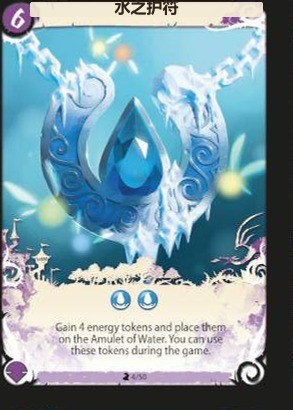 水之护符
6
Gain 4 energy tokens and place them
on the Amulet of Water. You can use
these tokens during the game.
4/50